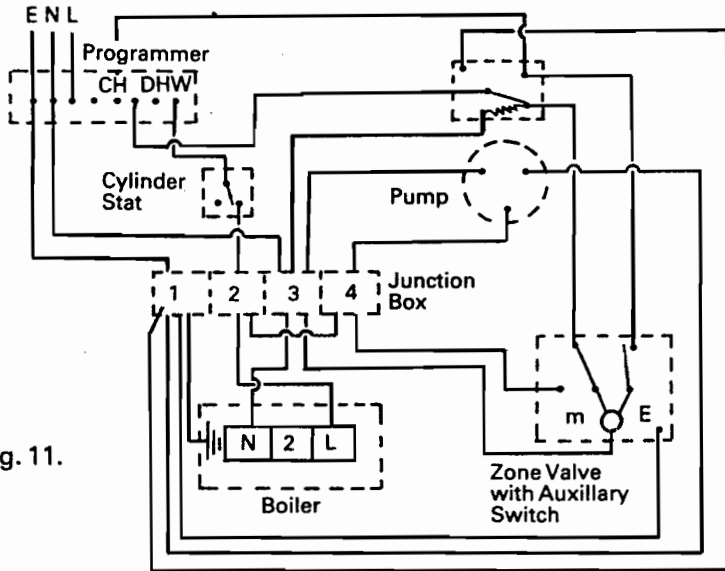 E N L
Programmer
CH DHW
Cylinder
Stat
Pump
1 2 3 4
Junction
Box
m E
N 2 L
g. 11.
Boiler
Zone Valve
with Auxillary
Switch